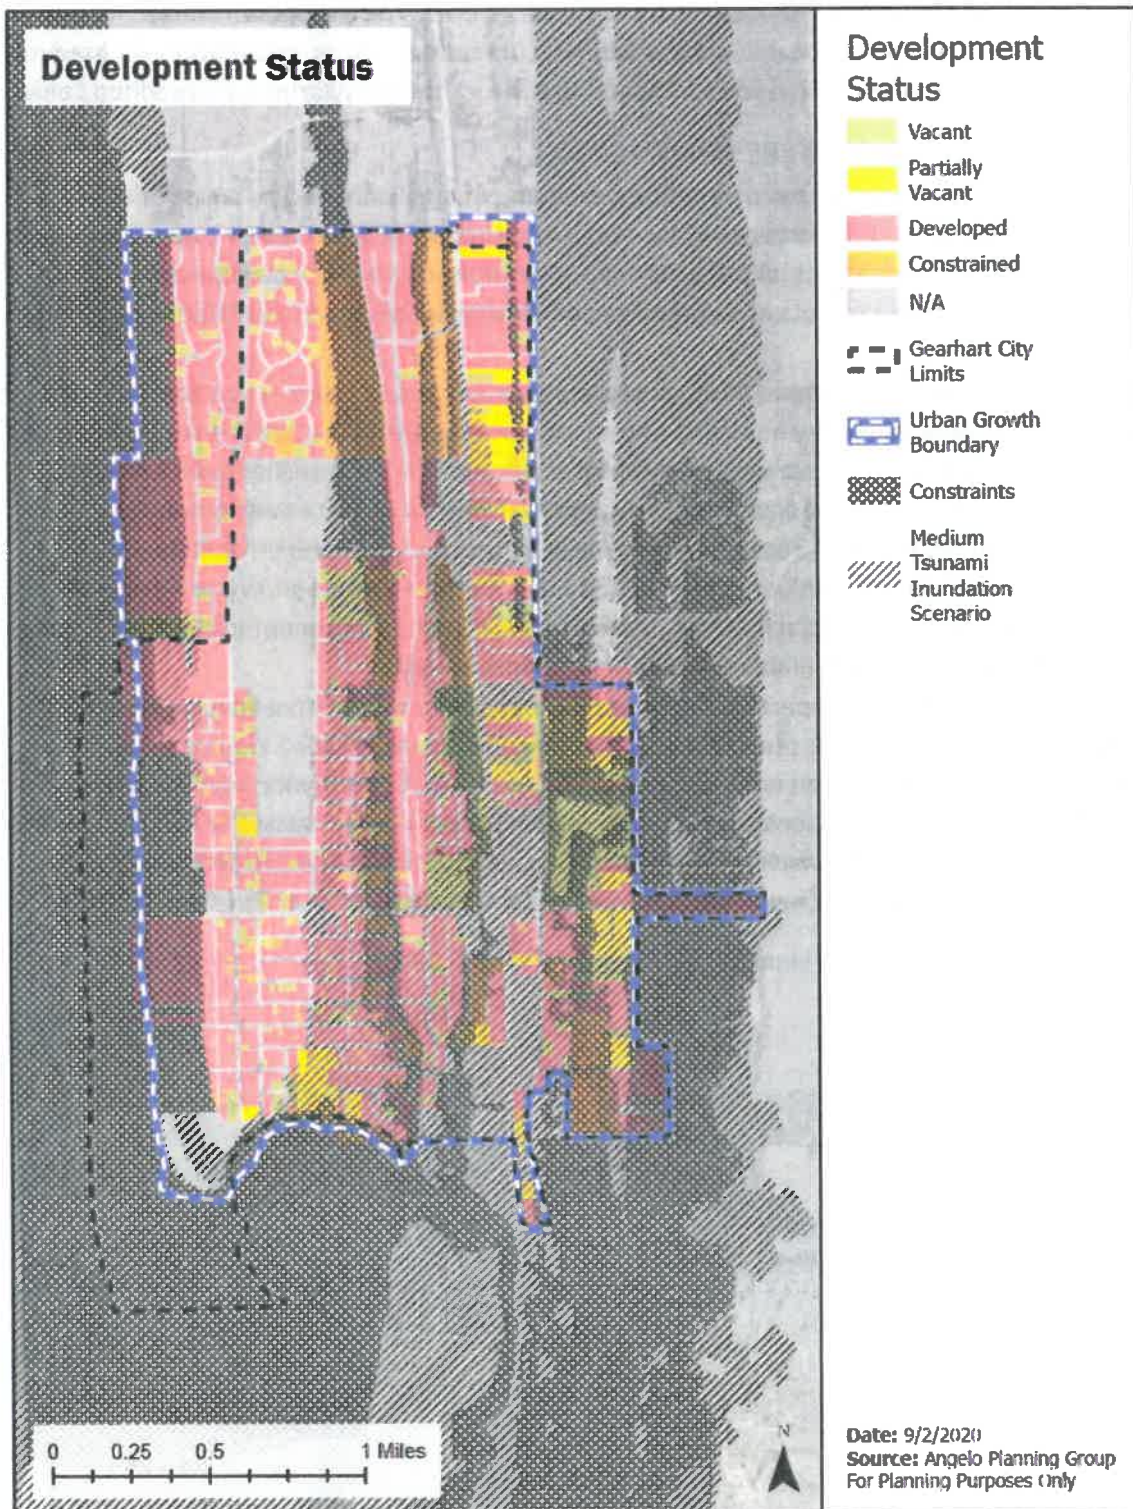 Development Status
Development
Status
Vacant
Partially
Vacant
Developed
Constrained
N/A
Gearhart City
Limits
Urban Growth
Boundary
Constraints
Medium
Tsunami
Inundation
Scenario
0 0.25 0.5 1 Miles
N
Date: 9/2/2020
Source: Angelo Planning Group
For Planning Purposes Only